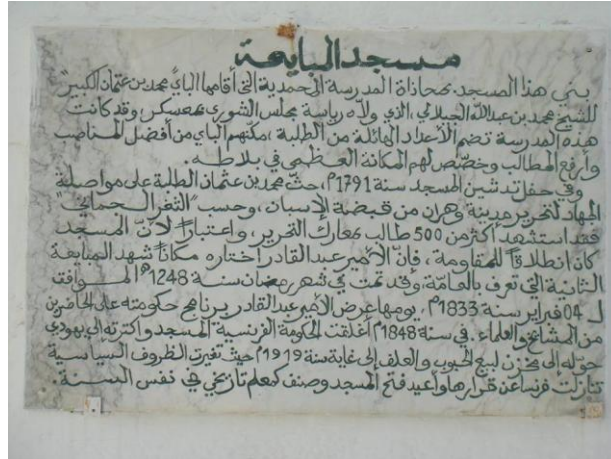 مسجد المبايعة
بني هذا المسجد بمحاذاة المدرسة المحمدية التي أقامها الباي "محمد بن عثمان الكبير"
للشيخ محمد بن عبد الله الجيلالي، الذي ولاه رياسة مجلس الشورى بمعسكر، وقد كانت
هذه المدرسة تضم الأعداد الهائلة من الطلبة، مكنهم الباي من أفضل المناصب
وأرفع المطالب وخصص لهم المكانة العظمى في بلاطه.
وفي حفل تدشين المسجد سنة 1791م، حث محمد بن عثمان الطلبة على مواصلة
الجهاد لتحرير مدينة وهران من قبضة الإسبان، وحسب "الثغر الجماني"
فقد استشهد أكثر من 500 طالب بمعارك التحرير، واعتباراً لأن المسجد
كان انطلاقاً للمقاومة، فإن الأمير عبد القادر اختاره مكاناً شهد المبايعة
الثانية التي تعرف بالعامة، وقد تمت في شهر رمضان سنة 1248هـ الموافق
لـ 04 فبراير سنة 1833م، يومها عرض الأمير عبد القادر برنامج حكومته على الحاضرين
من المشائخ والعلماء. في سنة 1848م أغلقت الحكومة الفرنسية المسجد واكترته إلى يهودي
حوله إلى مخزن لبيع الحبوب والعلف إلى غاية سنة 1919م حيث تغيرت الظروف السياسية
تنازلت فرنسا عن قرارها وأعيد فتح المسجد وصنف كمعلم تاريخي في نفس السنة.